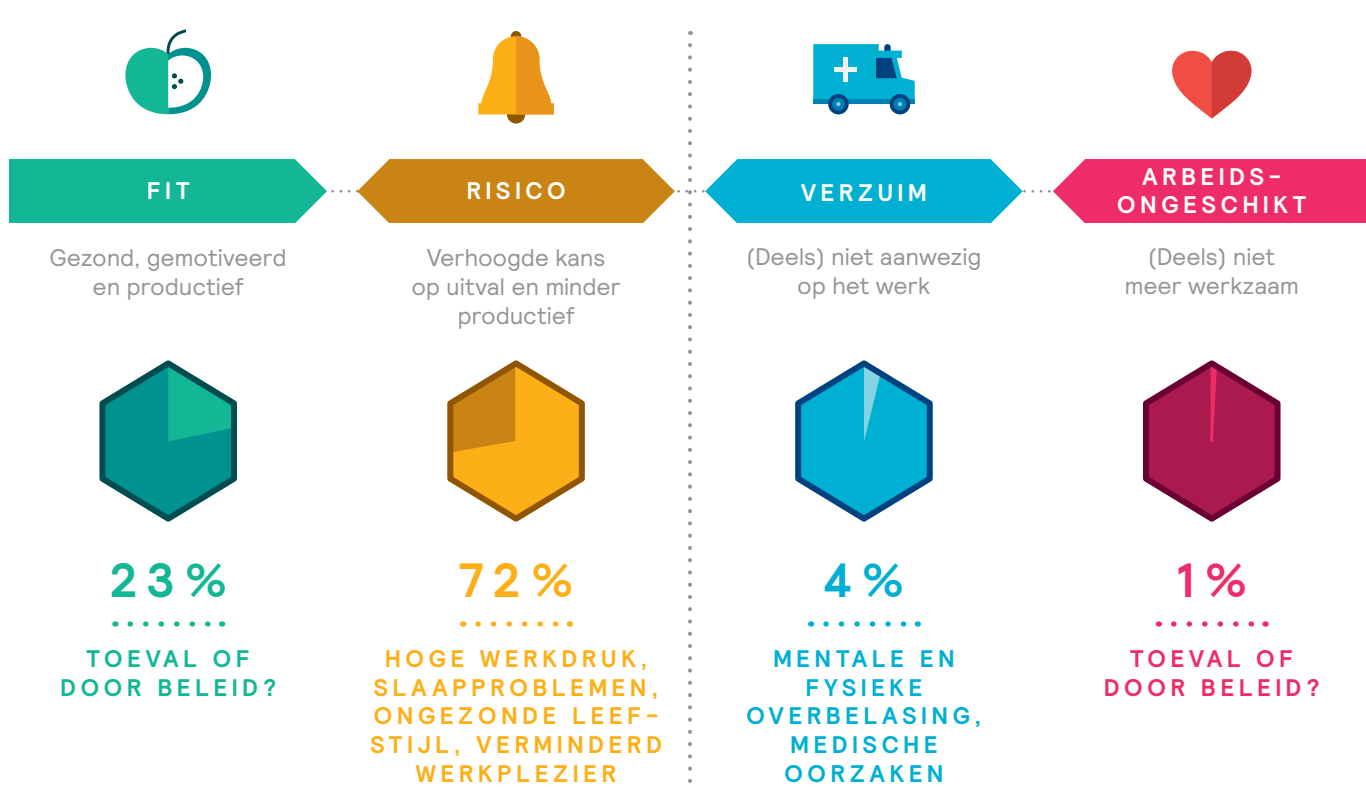 FIT
Gezond, gemotiveerd
en productief
23%
TOEVAL OF
DOOR BELEID?
RISICO
Verhoogde kans
op uitval en minder
productief
72%
HOGE WERKDRUK,
SLAAPPROBLEMEN,
ONGEZONDE LEEF-
STIJL, VERMINDERD
WERKPLEZIER
VERZUIM
(Deels) niet aanwezig
op het werk
4%
MENTALE EN
FYSIEKE
OVERBELASING,
MEDISCHE
OORZAKEN
ARBEIDS-
ONGESCHIKT
(Deels) niet
meer werkzaam
1%
TOEVAL OF
DOOR BELEID?